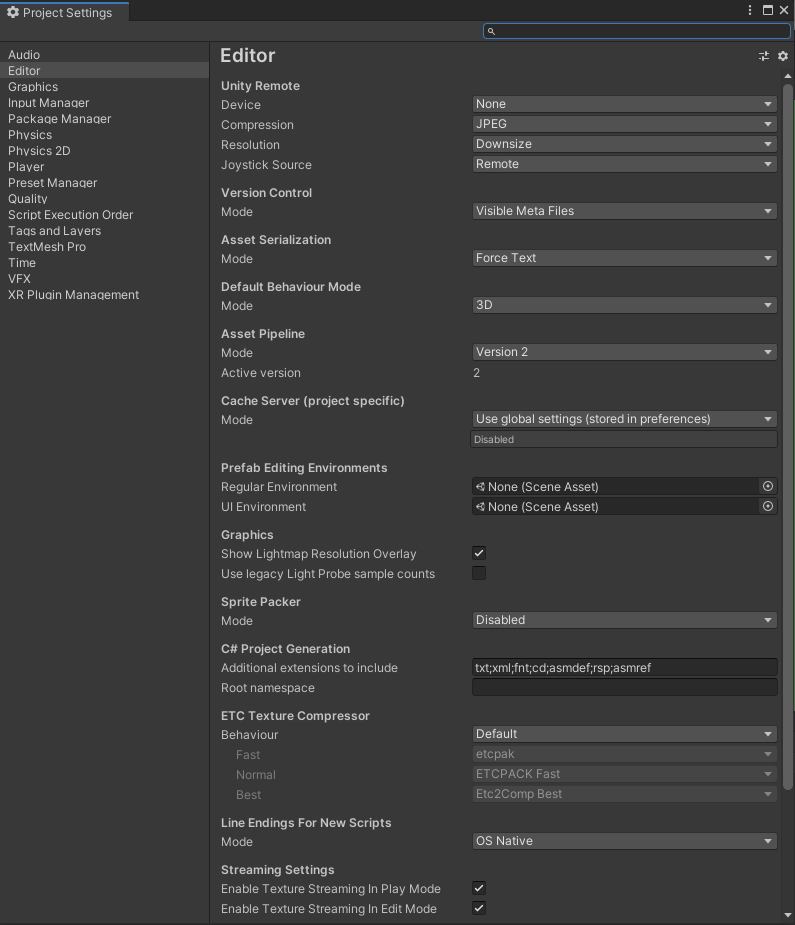 Project Settings
Audio
Editor
Graphics
Input Manager
Package Manager
Physics
Physics 2D
Player
Preset Manager
Quality
Script Execution Order
Tags and Layers
TextMesh Pro
Time
VFX
XR Plugin Management
Editor
Unity Remote
Device None
Compression JPEG
Resolution Downsize
Joystick Source Remote
Version Control
Mode Visible Meta Files
Asset Serialization
Mode Force Text
Default Behaviour Mode
Mode 3D
Asset Pipeline
Mode Version 2
Active version 2
Cache Server (project specific)
Mode Use global settings (stored in preferences)
Disabled
Prefab Editing Environments
Regular Environment None (Scene Asset)
UI Environment None (Scene Asset)
Graphics
Show Lightmap Resolution Overlay
Use legacy Light Probe sample counts
Sprite Packer
Mode Disabled
C# Project Generation
Additional extensions to include txt;xml;fnt;cd;asmdef;rsp;asmref
Root namespace
ETC Texture Compressor
Behaviour Default
Fast etcpak
Normal ETCPACK Fast
Best Etc2Comp Best
Line Endings For New Scripts
Mode OS Native
Streaming Settings
Enable Texture Streaming In Play Mode
Enable Texture Streaming In Edit Mode